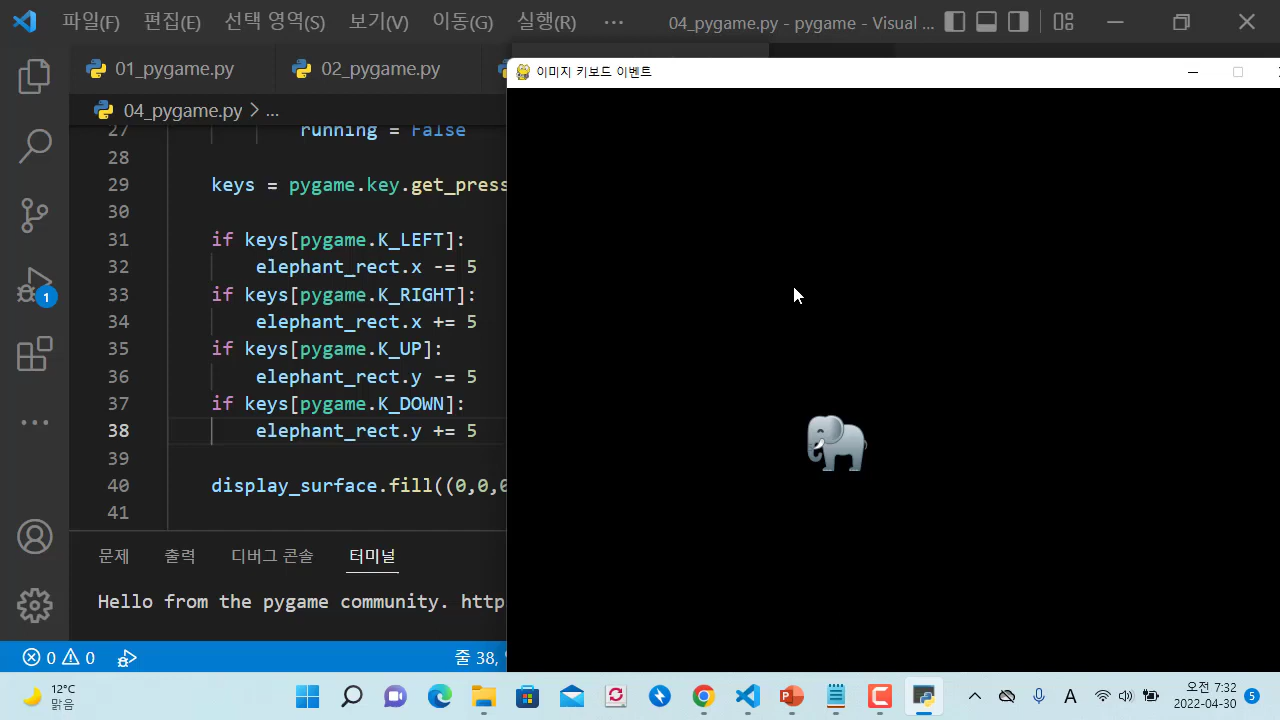 파일(F) 편집(E) 선택 영역(S) 보기(V) 이동(G) 실행(R) ··· 04_pygame.py - pygame - Visual ...
01_pygame.py 02_pygame.py
이미지 키보드 이벤트
04_pygame.py > ...
27 running = False
28
29 keys = pygame.key.get_press
30
31 if keys[pygame.K_LEFT]:
32 elephant_rect.x -= 5
33 if keys[pygame.K_RIGHT]:
34 elephant_rect.x += 5
35 if keys[pygame.K_UP]:
36 elephant_rect.y -= 5
37 if keys[pygame.K_DOWN]:
38 elephant_rect.y += 5
39
40 display_surface.fill((0,0,0
41
1
문제 출력 디버그 콘솔 터미널
Hello from the pygame community. http
0 0 줄 38,
12°C
맑음
A
오전 7:32
2022-04-30
5